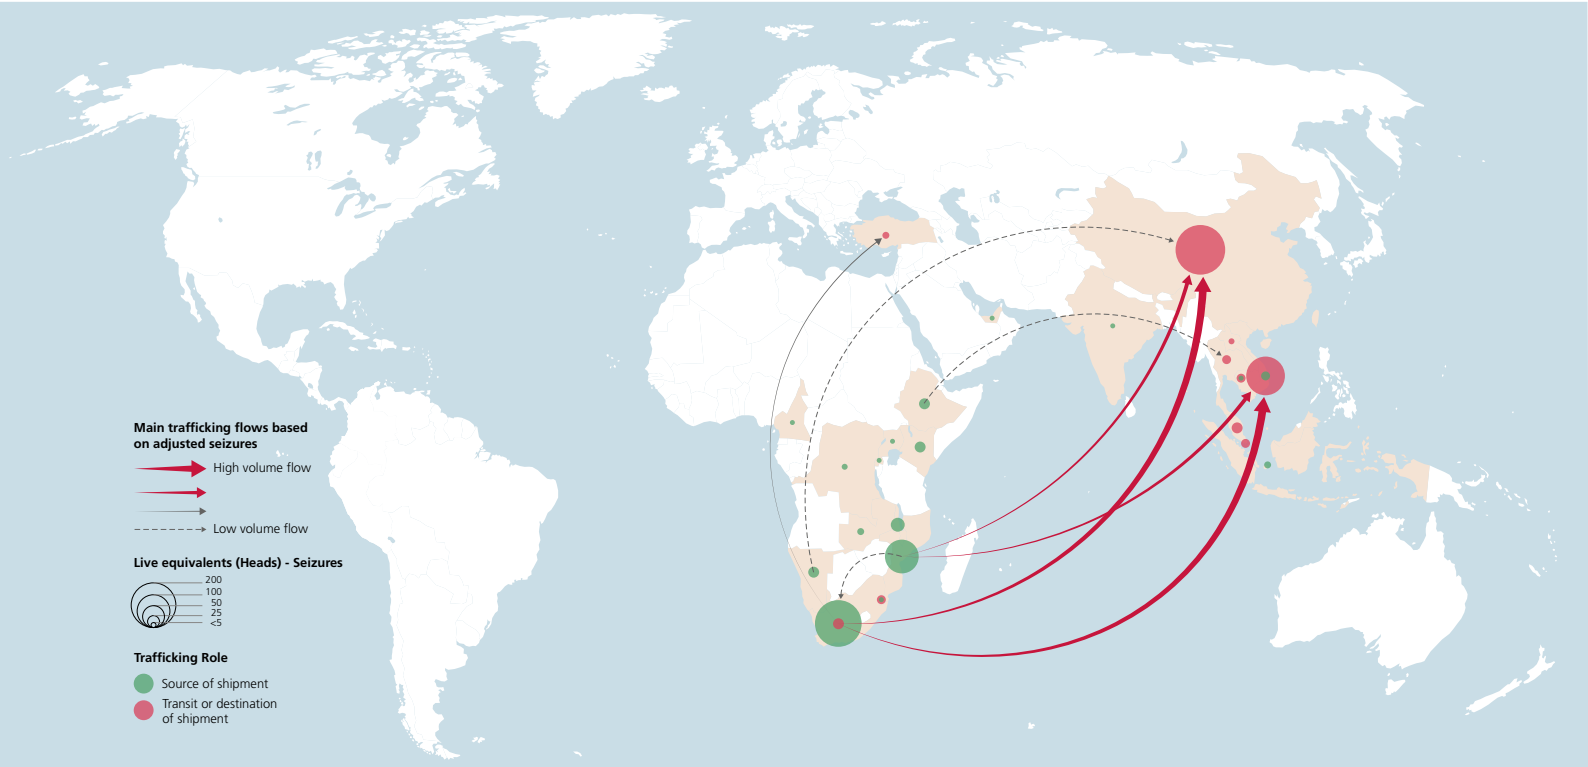 Main trafficking flows based
on adjusted seizures
High volume flow
Low volume flow
Live equivalents (Heads) - Seizures
200
100
50
25
<5
Trafficking Role
Source of shipment
Transit or destination
of shipment